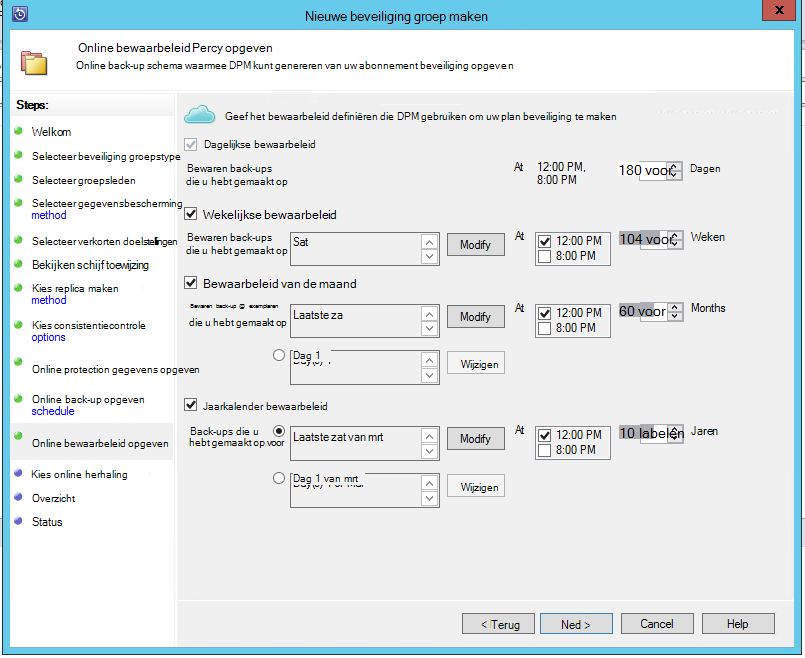 Nieuwe beveiliging groep maken
x
Online bewaarbeleid Percy opgeven
Online back-up schema waarmee DPM kunt genereren van uw abonnement beveiliging opgeven
Steps:
Welkom
Selecteer beveiliging groepstype
Selecteer groepsleden
Selecteer gegevensbescherming
method
Selecteer verkorten doelstellingen
Bekijken schijftoewijzing
Kies replica maken
method
Kies consistentiecontrole
options
Online protection gegevens opgeven
Online back-up opgeven
schedule
Online bewaarbeleid opgeven
Kies online herhaling
Overzicht
Status
Geef het bewaarbeleid definiëren die DPM gebruiken om uw plan beveiliging te maken
Dagelijkse bewaarbeleid
Bewaren back-ups
die u hebt gemaakt op
At
12:00 PM,
8:00 PM
180 voor
Dagen
Wekelijkse bewaarbeleid
Bewaren back-ups
die u hebt gemaakt op
Sat
Modify
At
12:00 PM
8:00 PM
104 voor
Weken
Bewaarbeleid van de maand
Bewaren back-up @ exemplaren
die u hebt gemaakt op
Laatste za
Modify
At
12:00 PM
8:00 PM
60 voor
Months
Dag 1
Wijzigen
Jaarkalender bewaarbeleid
Back-ups die u
hebt gemaakt op voor
Laatste zat van mrt
Modify
At
12:00 PM
8:00 PM
10 labelen
Jaren
Dag 1 van mrt
Wijzigen
< Terug
Ned >
Cancel
Help